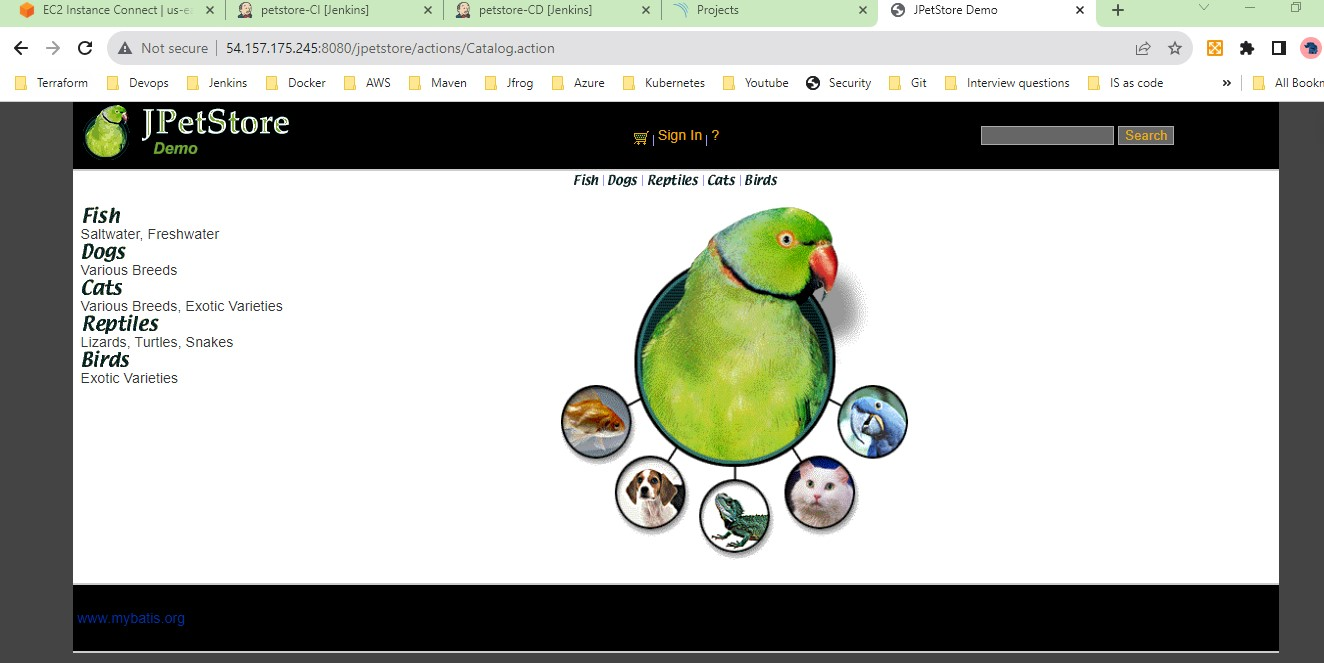 EC2 Instance Connect | us-ea
petstore-CI [Jenkins]
petstore-CD [Jenkins]
Projects
JPetStore Demo
Not secure
54.157.175.245:8080/jpetstore/actions/Catalog.action
Terraform Devops Jenkins Docker AWS Maven Jfrog Azure Kubernetes Youtube Security Git Interview questions IS as code » All Bookm
JPetStore
Demo
Sign In | ?
Search
Fish | Dogs | Reptiles | Cats | Birds
Fish
Saltwater, Freshwater
Dogs
Various Breeds
Cats
Various Breeds, Exotic Varieties
Reptiles
Lizards, Turtles, Snakes
Birds
Exotic Varieties
www.mybatis.org